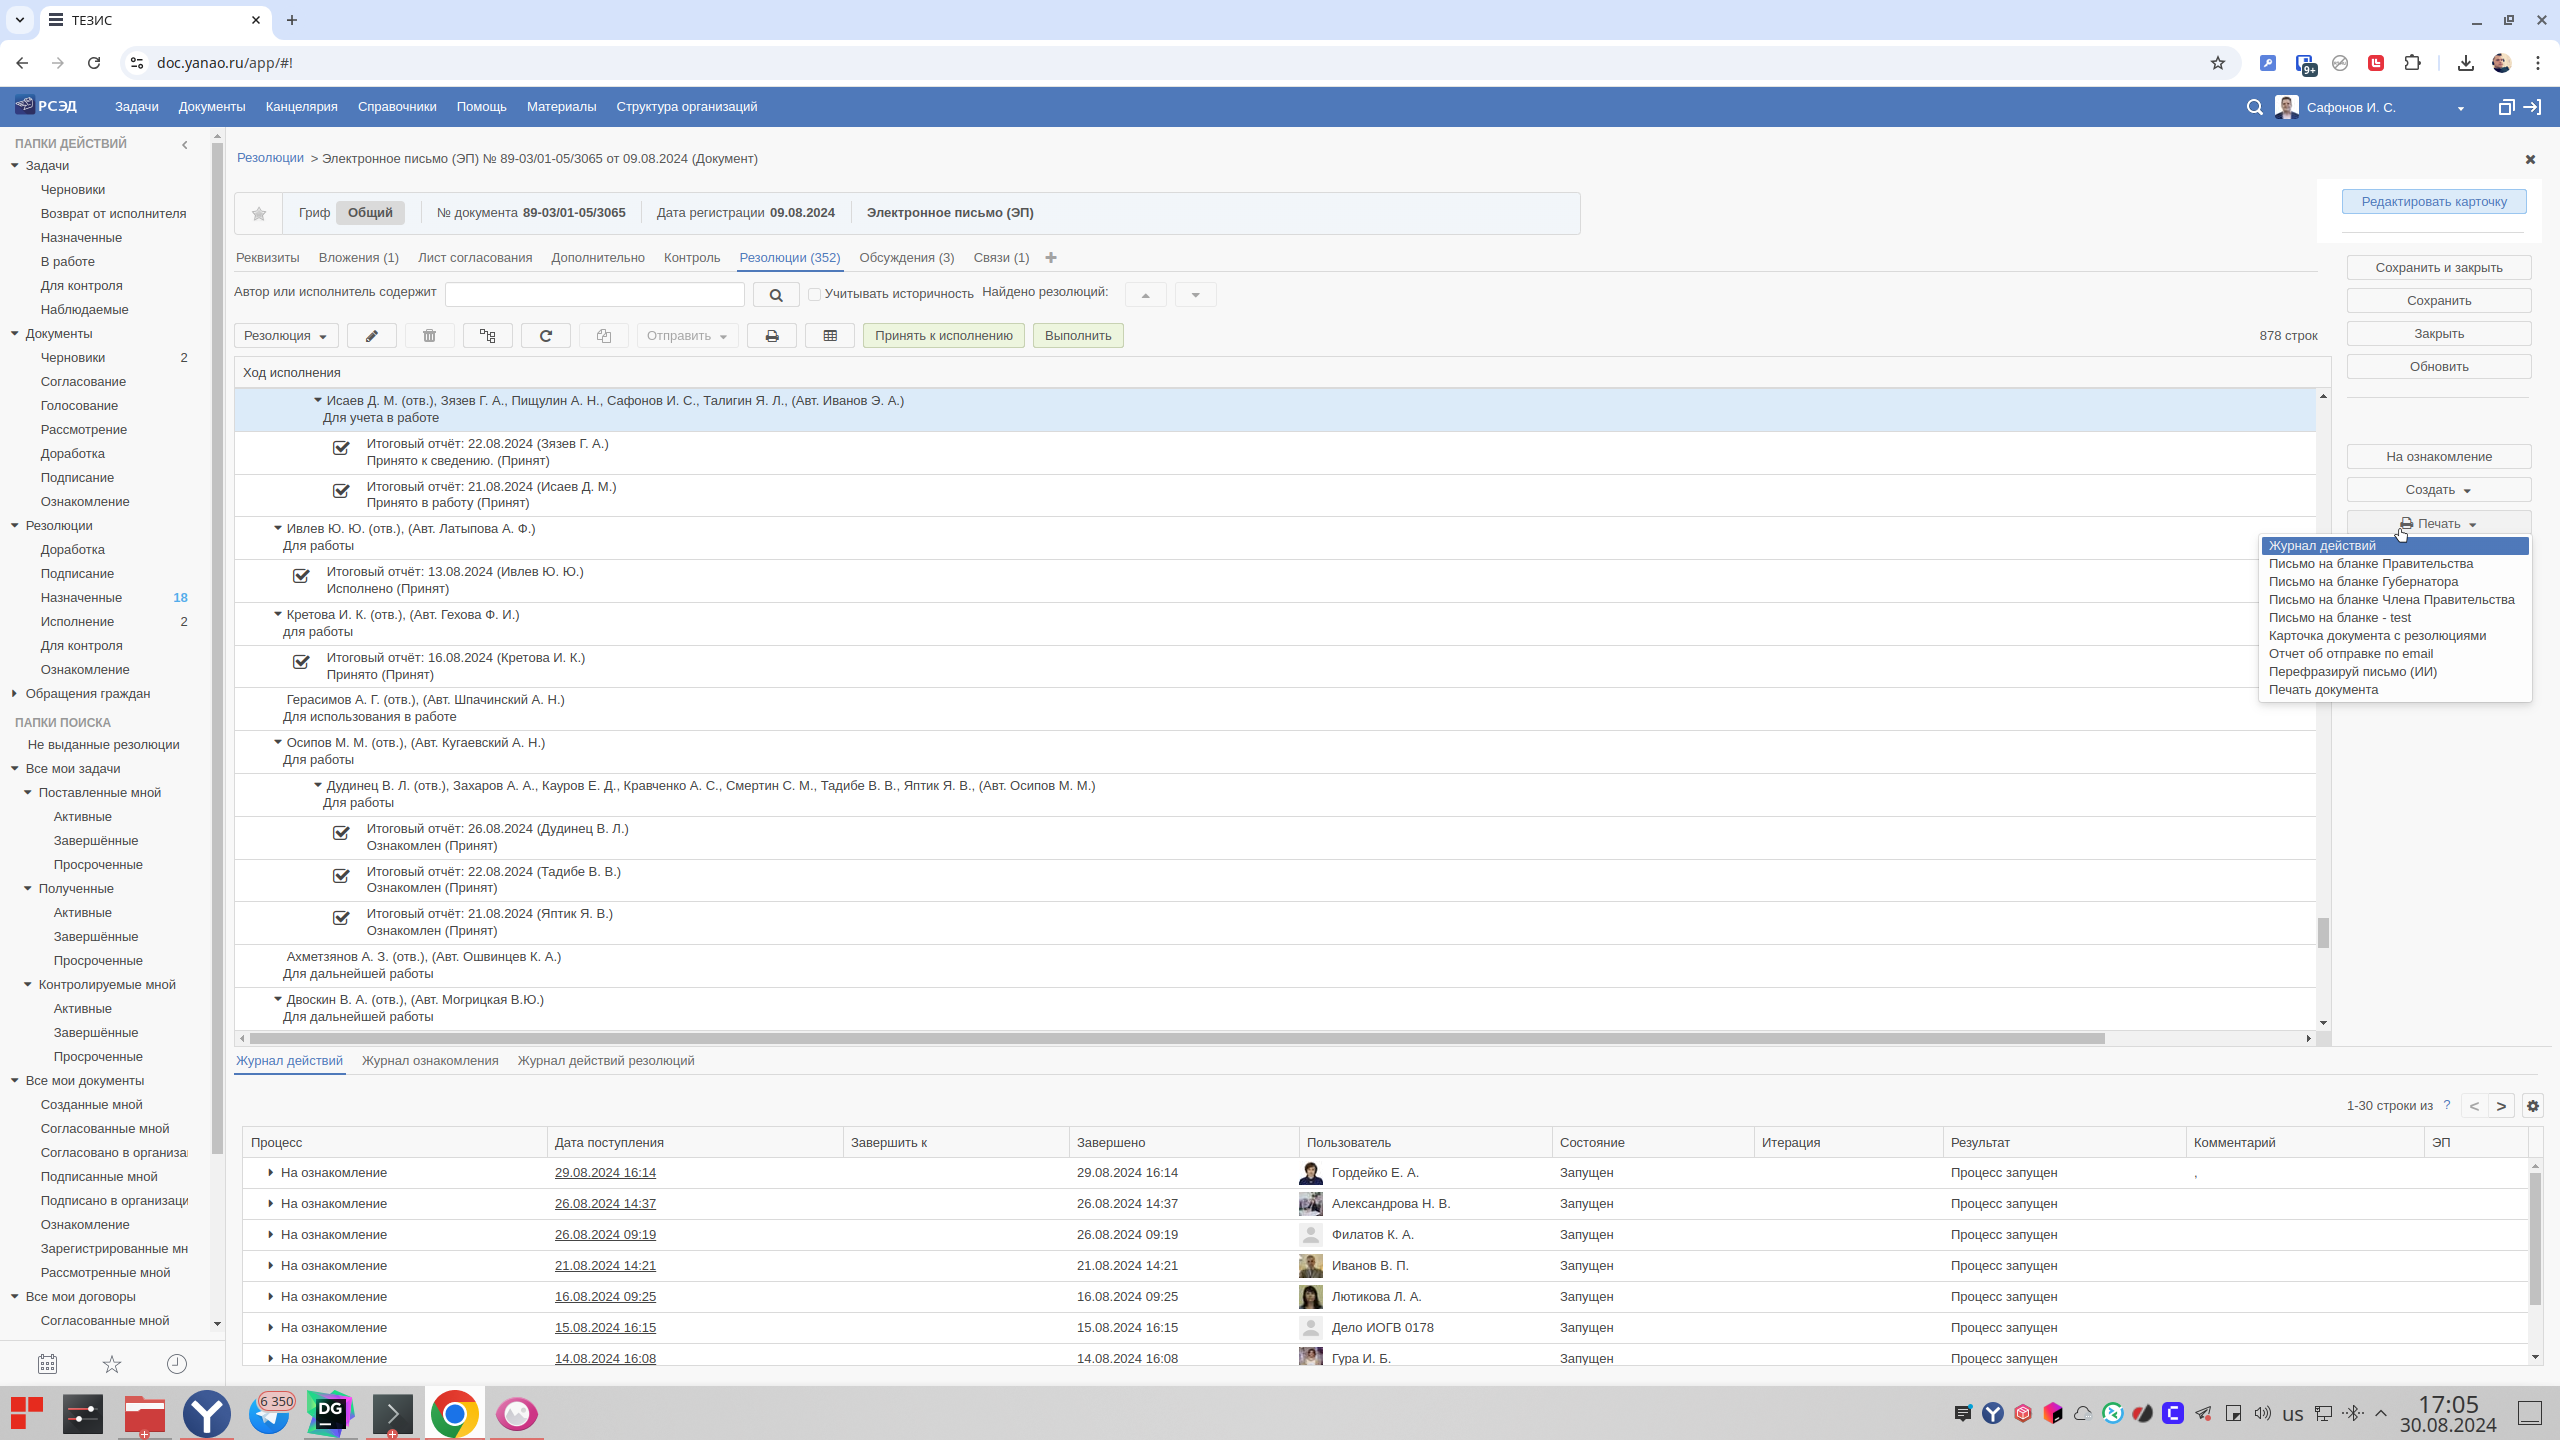 ТЕЗИС
doc.yanao.ru/app/#!
9+
РСЭД
Задачи
Документы
Канцелярия
Справочники
Помощь
Материалы
Структура организаций
Сафонов И. С.
ПАПКИ ДЕЙСТВИЙ
Задачи
Черновики
Возврат от исполнителя
Назначенные
В работе
Для контроля
Наблюдаемые
Документы
Черновики 2
Согласование
Голосование
Рассмотрение
Доработка
Подписание
Ознакомление
Резолюции
Доработка
Подписание
Назначенные 18
Исполнение 2
Для контроля
Ознакомление
Обращения граждан
ПАПКИ ПОИСКА
Не выданные резолюции
Все мои задачи
Поставленные мной
Активные
Завершённые
Просроченные
Полученные
Активные
Завершённые
Просроченные
Контролируемые мной
Активные
Завершённые
Просроченные
Все мои документы
Созданные мной
Согласованные мной
Согласовано в организа
Подписанные мной
Подписано в организаци
Ознакомление
Зарегистрированные мн
Рассмотренные мной
Все мои договоры
Согласованные мной
Резолюции > Электронное письмо (ЭП) № 89-03/01-05/3065 от 09.08.2024 (Документ)
Гриф Общий № документа 89-03/01-05/3065 Дата регистрации 09.08.2024 Электронное письмо (ЭП)
Реквизиты Вложения (1) Лист согласования Дополнительно Контроль Резолюции (352) Обсуждения (3) Связи (1)
Автор или исполнитель содержит Учитывать историчность Найдено резолюций:
Резолюция Отправить Принять к исполнению Выполнить 878 строк
Ход исполнения
Исаев Д. М. (отв.), Зязев Г. А., Пищулин А. Н., Сафонов И. С., Талигин Я. Л., (Авт. Иванов Э. А.)
Для учета в работе
Итоговый отчёт: 22.08.2024 (Зязев Г. А.)
Принято к сведению. (Принят)
Итоговый отчёт: 21.08.2024 (Исаев Д. М.)
Принято в работу (Принят)
Ивлев Ю. Ю. (отв.), (Авт. Латыпова А. Ф.)
Для работы
Итоговый отчёт: 13.08.2024 (Ивлев Ю. Ю.)
Исполнено (Принят)
Кретова И. К. (отв.), (Авт. Гехова Ф. И.)
для работы
Итоговый отчёт: 16.08.2024 (Кретова И. К.)
Принято (Принят)
Герасимов А. Г. (отв.), (Авт. Шпачинский А. Н.)
Для использования в работе
Осипов М. М. (отв.), (Авт. Кугаевский А. Н.)
Для работы
Дудинец В. Л. (отв.), Захаров А. А., Кауров Е. Д., Кравченко А. С., Смертин С. М., Тадибе В. В., Яптик Я. В., (Авт. Осипов М. М.)
Для работы
Итоговый отчёт: 26.08.2024 (Дудинец В. Л.)
Ознакомлен (Принят)
Итоговый отчёт: 22.08.2024 (Тадибе В. В.)
Ознакомлен (Принят)
Итоговый отчёт: 21.08.2024 (Яптик Я. В.)
Ознакомлен (Принят)
Ахметзянов А. З. (отв.), (Авт. Ошвинцев К. А.)
Для дальнейшей работы
Двоскин В. А. (отв.), (Авт. Могрицкая В.Ю.)
Для дальнейшей работы
Редактировать карточку
Сохранить и закрыть
Сохранить
Закрыть
Обновить
На ознакомление
Создать
Печать
Журнал действий
Письмо на бланке Правительства
Письмо на бланке Губернатора
Письмо на бланке Члена Правительства
Письмо на бланке - test
Карточка документа с резолюциями
Отчет об отправке по email
Перефразируй письмо (ИИ)
Печать документа
Журнал действий Журнал ознакомления Журнал действий резолюций
1-30 строки из ? < >
Процесс Дата поступления Завершить к Завершено Пользователь Состояние Итерация Результат Комментарий ЭП
На ознакомление 29.08.2024 16:14 29.08.2024 16:14 Гордейко Е. А. Запущен Процесс запущен ,
На ознакомление 26.08.2024 14:37 26.08.2024 14:37 Александрова Н. В. Запущен Процесс запущен
На ознакомление 26.08.2024 09:19 26.08.2024 09:19 Филатов К. А. Запущен Процесс запущен
На ознакомление 21.08.2024 14:21 21.08.2024 14:21 Иванов В. П. Запущен Процесс запущен
На ознакомление 16.08.2024 09:25 16.08.2024 09:25 Лютикова Л. А. Запущен Процесс запущен
На ознакомление 15.08.2024 16:15 15.08.2024 16:15 Дело ИОГВ 0178 Запущен Процесс запущен
На ознакомление 14.08.2024 16:08 14.08.2024 16:08 Гура И. Б. Запущен Процесс запущен
6 350
DG
us
17:05
30.08.2024